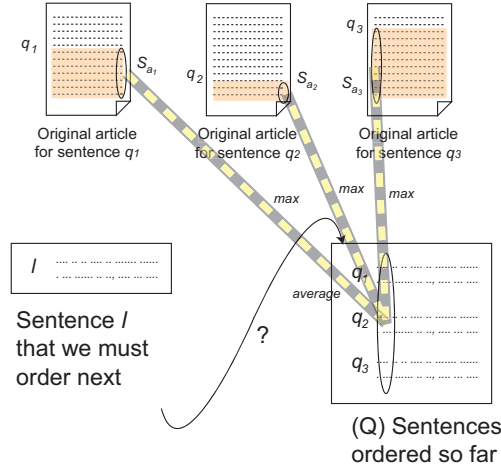 q1
Sa1
q2
Sa2
q3
Sa3
Original article
for sentence q1
Original article
for sentence q2
Original article
for sentence q3
max
max
max
average
l
Sentence l
that we must
order next
?
q1
q2
q3
(Q) Sentences
ordered so far